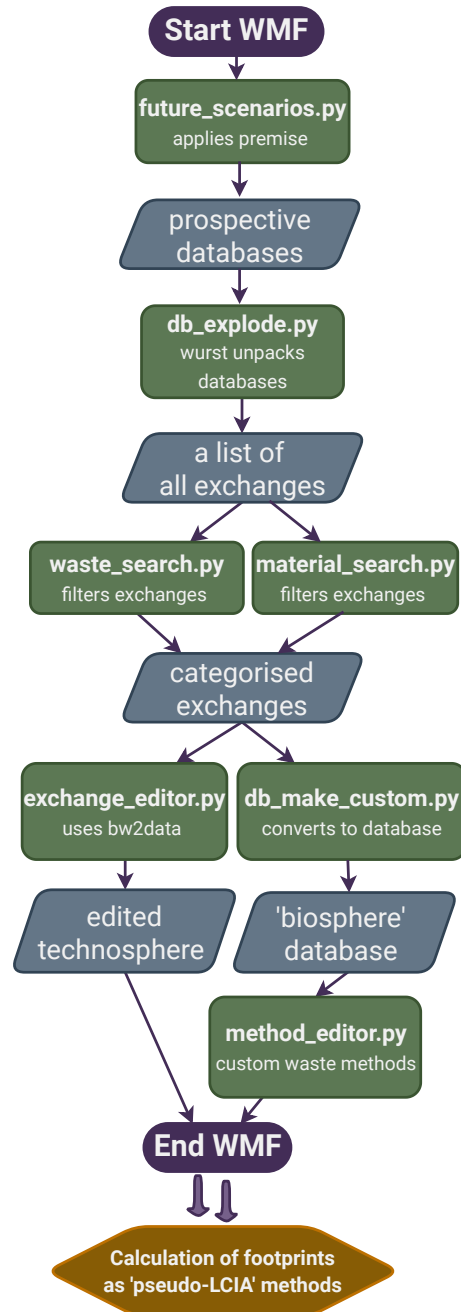 Start WMF
future_scenarios.py
applies premise
prospective
databases
db_explode.py
wurst unpacks
databases
a list of
all exchanges
waste_search.py
filters exchanges
material_search.py
filters exchanges
categorised
exchanges
exchange_editor.py
uses bw2data
db_make_custom.py
converts to database
edited
technosphere
'biosphere'
database
method_editor.py
custom waste methods
End WMF
Calculation of footprints
as 'pseudo-LCIA' methods